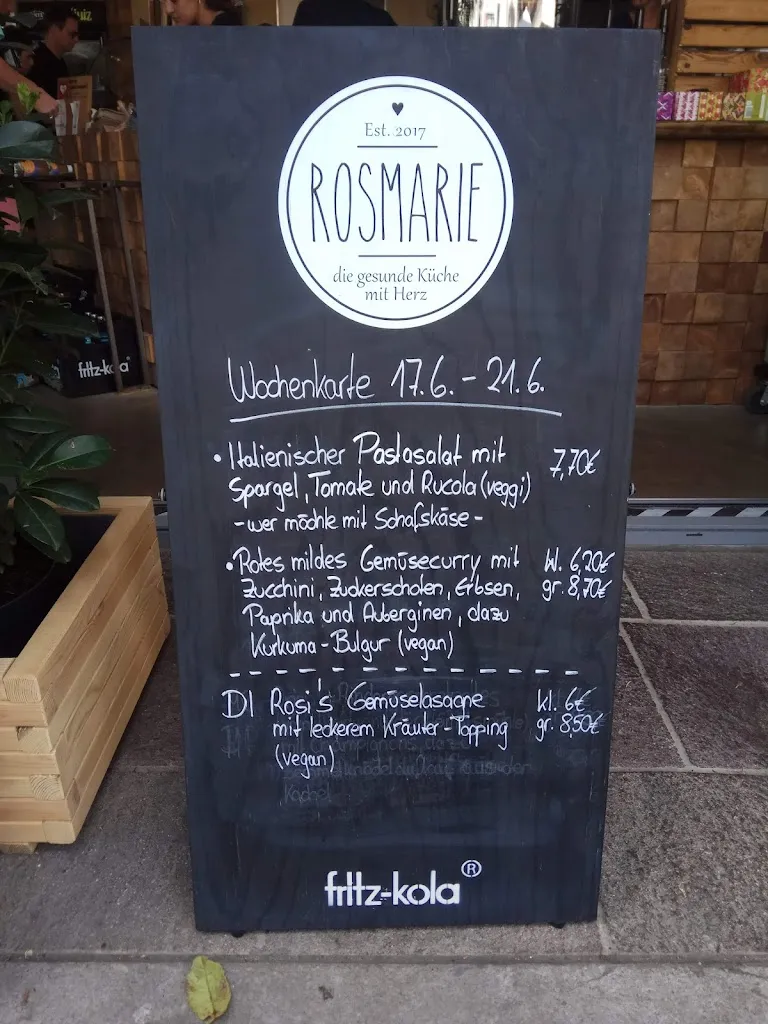 Est. 2017
ROSMARIE
die gesunde Küche
mit Herz
fritz-kola
Wochenkarte 17.6. - 21.6.
• Italienischer Pastasalat mit 7,70€
Spargel, Tomate und Rucola (veggi)
- wer möchte mit Schafskäse -
• Rotes mildes Gemüsecurry mit kl. 6,20€
Zucchini, Zuckerschoten, Erbsen, gr. 8,70€
Paprika und Auberginen, dazu
Kurkuma - Bulgur (vegan)
DI Rosi's Gemüselasagne kl. 6€
mit leckerem Kräuter - Topping gr. 8,50€
(vegan)
fritz-kola®